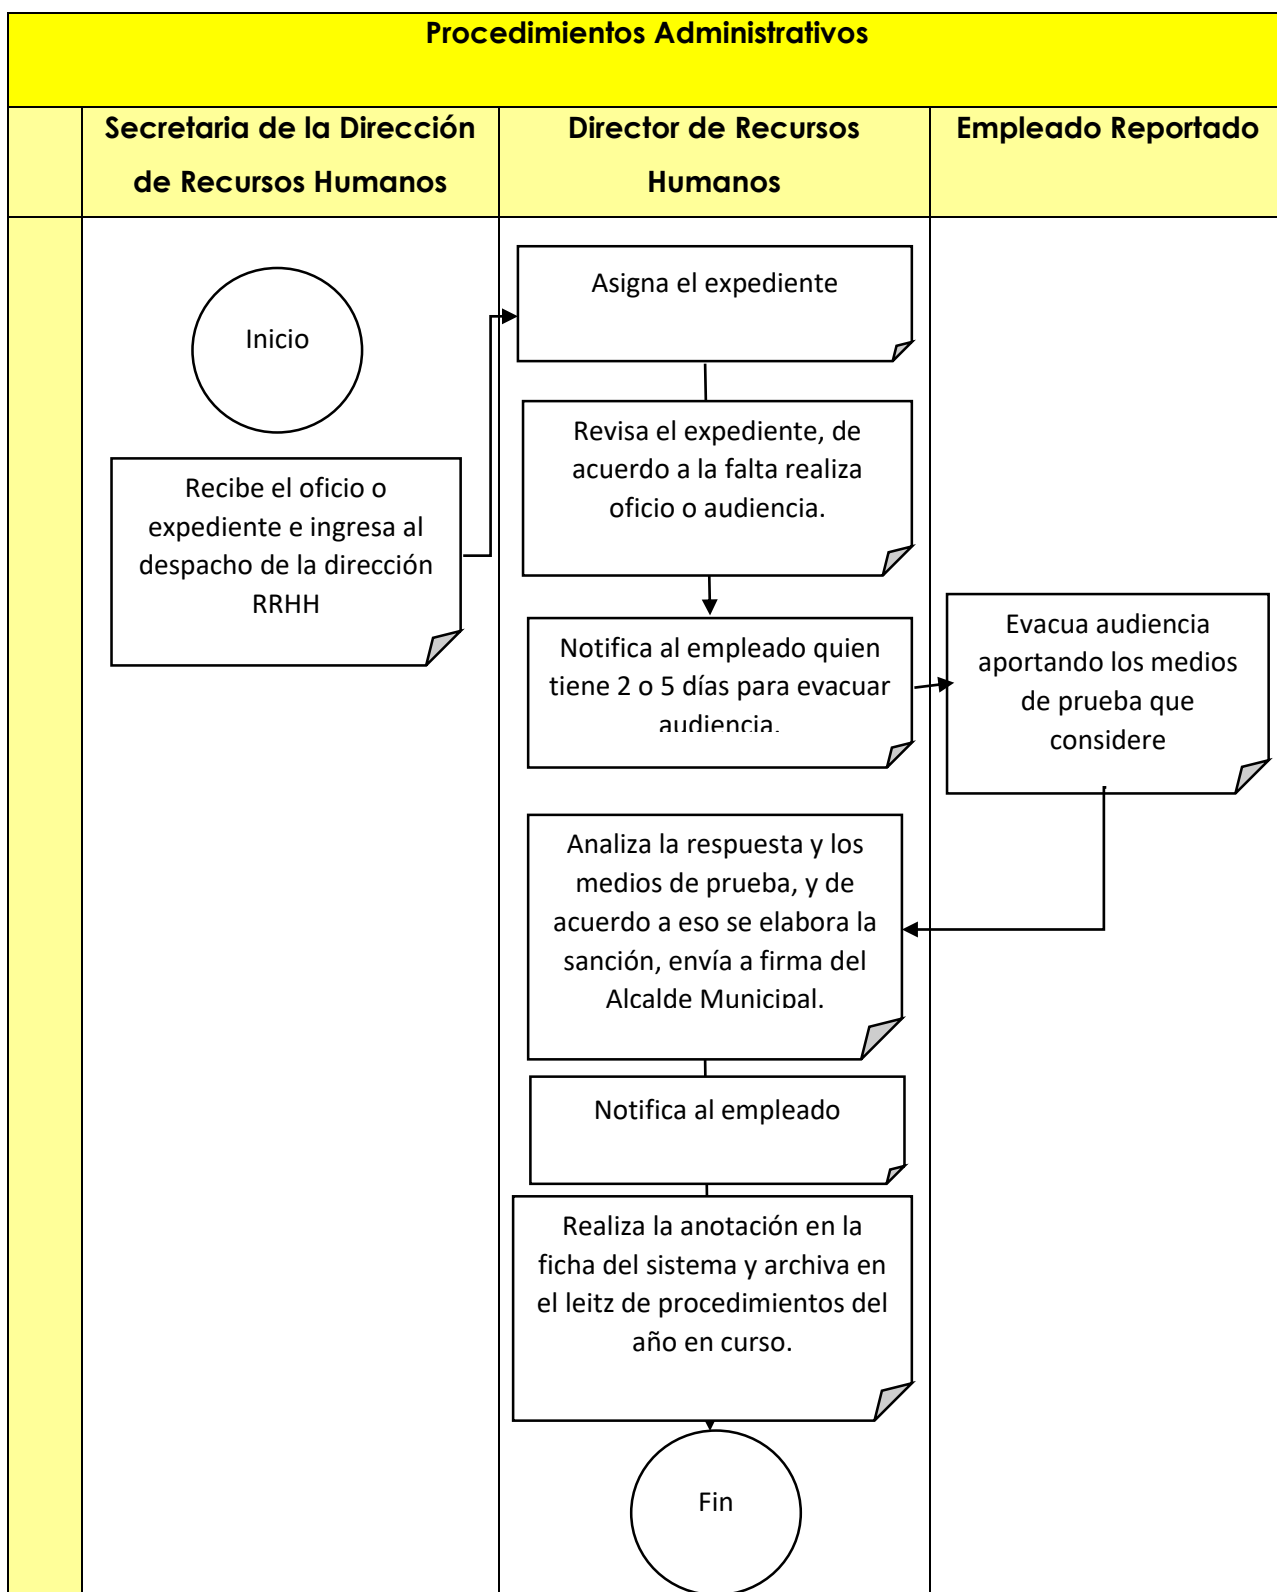 Procedimientos Administrativos
Secretaria de la Dirección
de Recursos Humanos
Director de Recursos
Humanos
Empleado Reportado
Inicio
Recibe el oficio o
expediente e ingresa al
despacho de la dirección
RRHH
Asigna el expediente
Revisa el expediente, de
acuerdo a la falta realiza
oficio o audiencia.
Notifica al empleado quien
tiene 2 o 5 días para evacuar
audiencia.
Evacua audiencia
aportando los medios
de prueba que
considere
Analiza la respuesta y los
medios de prueba, y de
acuerdo a eso se elabora la
sanción, envía a firma del
Alcalde Municipal.
Notifica al empleado
Realiza la anotación en la
ficha del sistema y archiva en
el leitz de procedimientos del
año en curso.
Fin